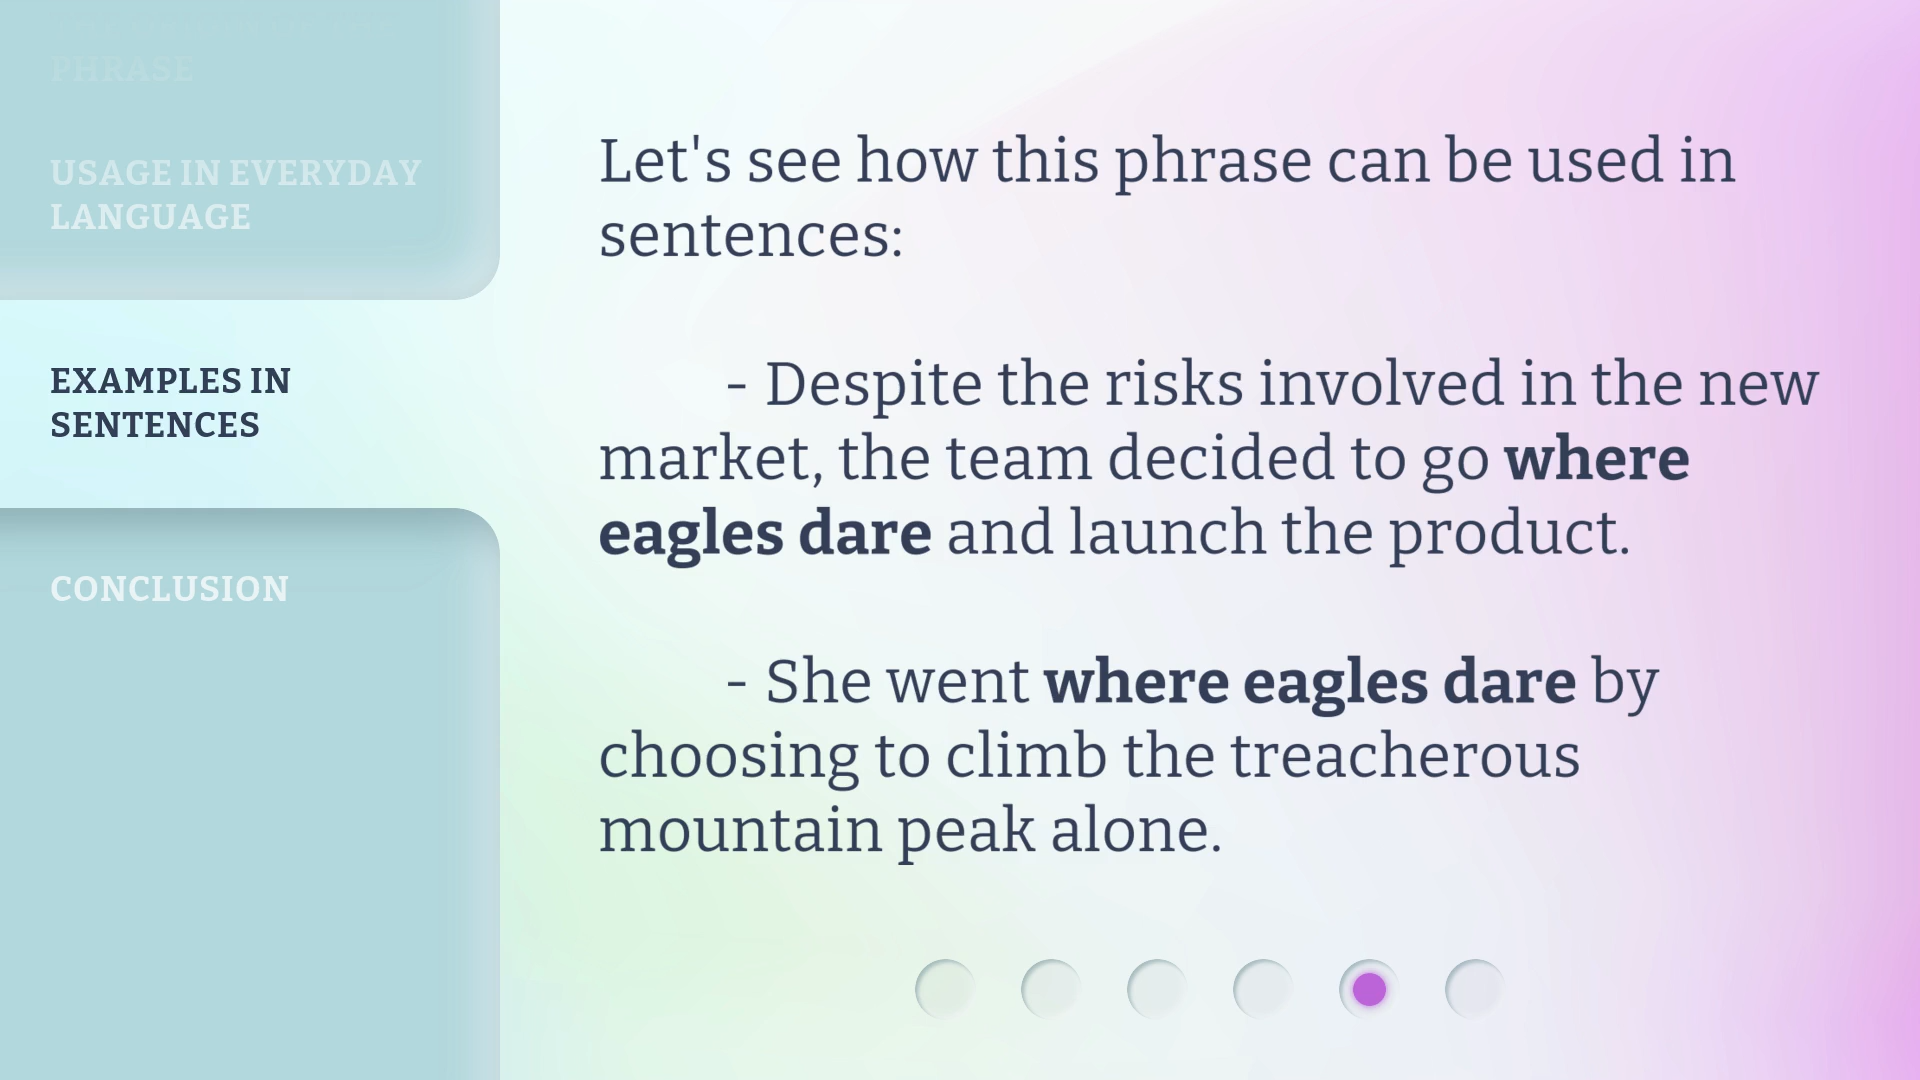 PHRASE
USAGE IN EVERYDAY
LANGUAGE
EXAMPLES IN
SENTENCES
CONCLUSION
Let's see how this phrase can be used in
sentences:
- Despite the risks involved in the new
market, the team decided to go where
eagles dare and launch the product.
- She went where eagles dare by
choosing to climb the treacherous
mountain peak alone.